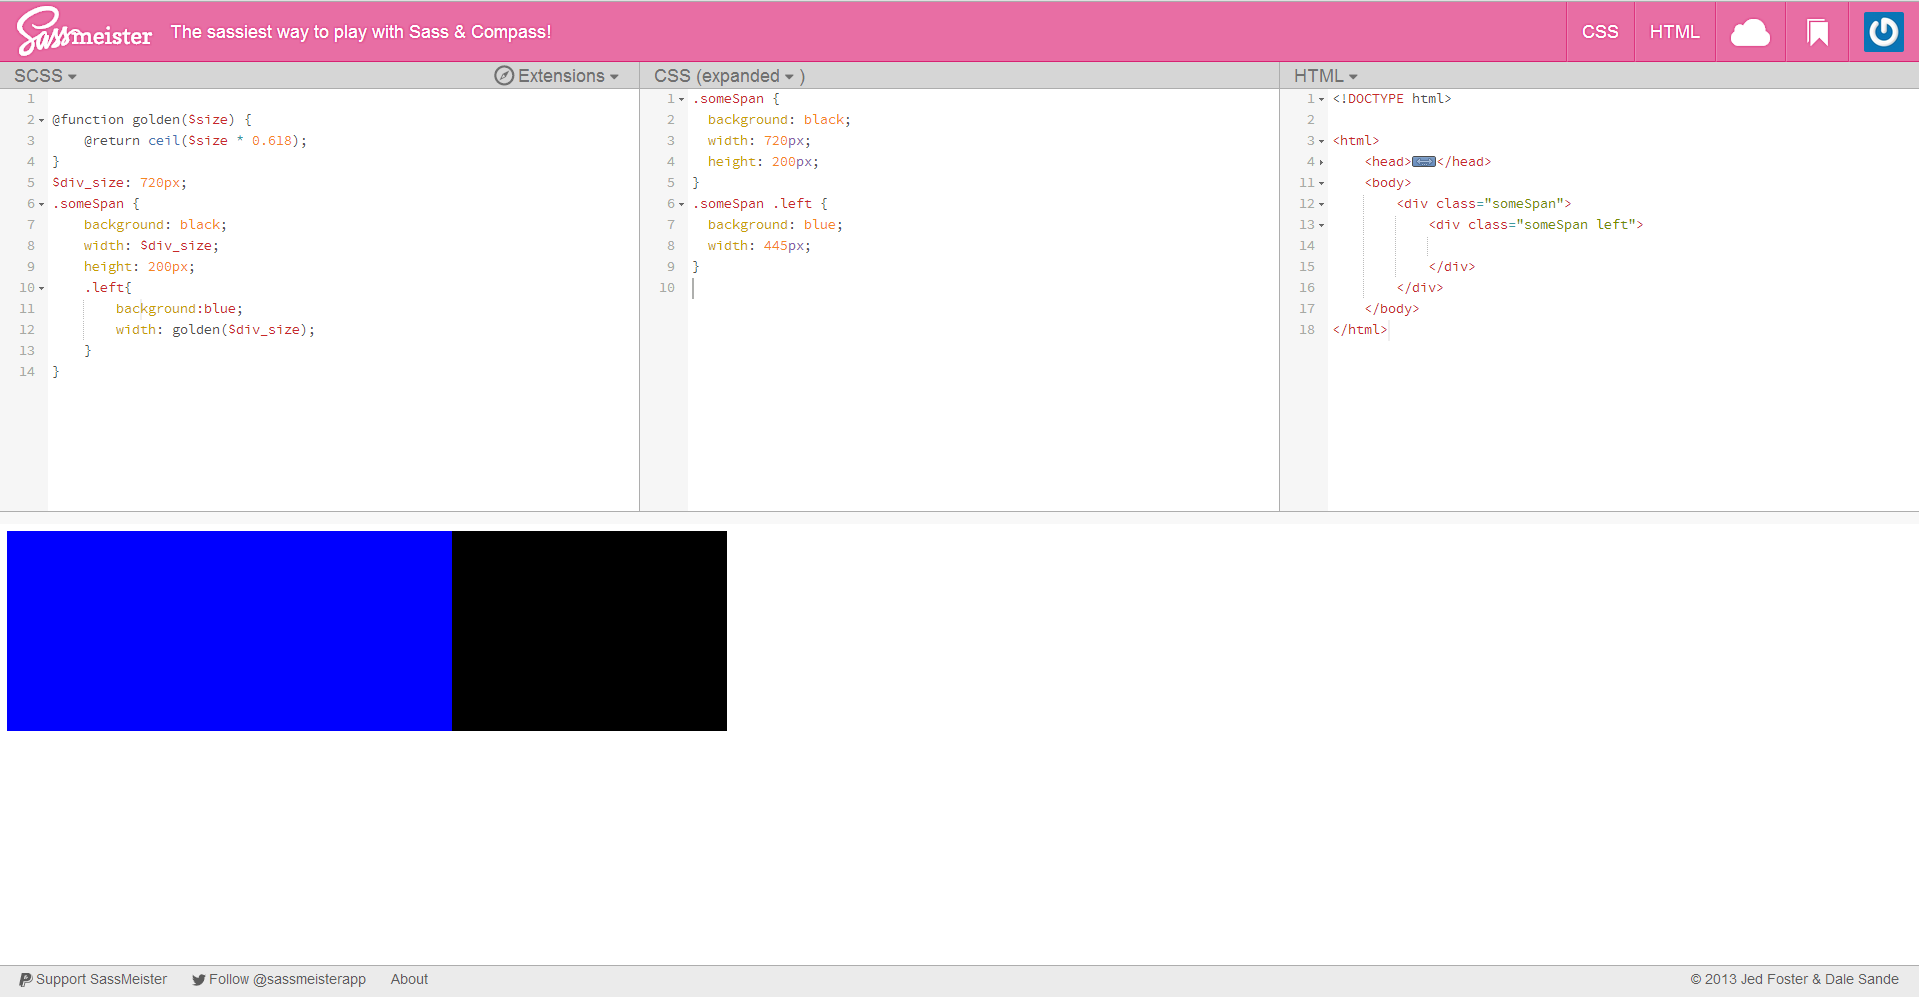 Sassmeister The sassiest way to play with Sass & Compass! CSS HTML
SCSS Extensions
1
2 @function golden($size) {
3 @return ceil($size * 0.618);
4 }
5 $div_size: 720px;
6 .someSpan {
7 background: black;
8 width: $div_size;
9 height: 200px;
10 .left{
11 background:blue;
12 width: golden($div_size);
13 }
14 }
CSS (expanded )
1 .someSpan {
2 background: black;
3 width: 720px;
4 height: 200px;
5 }
6 .someSpan .left {
7 background: blue;
8 width: 445px;
9 }
10
HTML
1 <!DOCTYPE html>
2
3 <html>
4 <head></head>
11 <body>
12 <div class="someSpan">
13 <div class="someSpan left">
14
15 </div>
16 </div>
17 </body>
18 </html>
Support SassMeister Follow @sassmeisterapp About © 2013 Jed Foster & Dale Sande